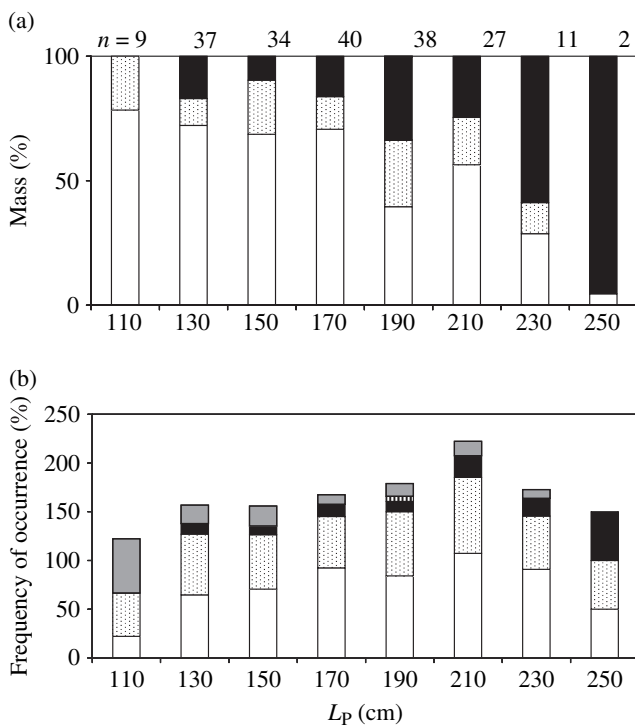 (a)
n = 9 37 34 40 38 27 11 2
100
50
0
Mass (%)
110 130 150 170 190 210 230 250
(b)
250
200
150
100
50
0
Frequency of occurrence (%)
110 130 150 170 190 210 230 250
LP (cm)